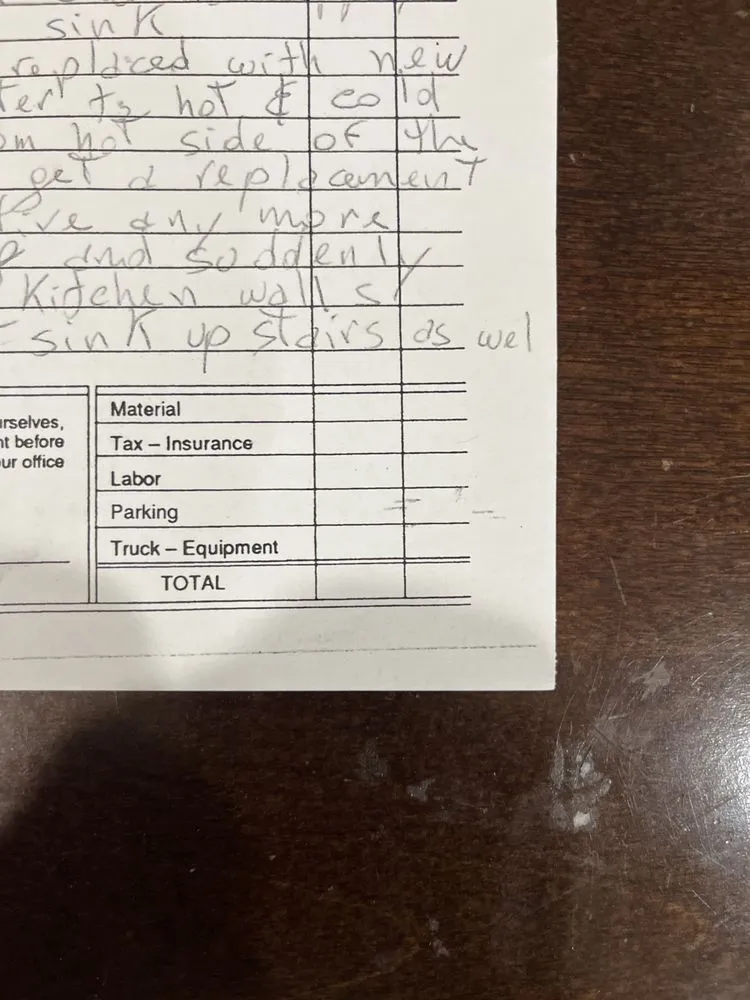 sink
replaced with new
ter to hot & cold
om hot side of the
get a replacement
ive any more
and suddenly
Kitchen walls,
sink up stairs as wel
urselves,
nt before
our office
Material
Tax – Insurance
Labor
Parking
Truck – Equipment
TOTAL